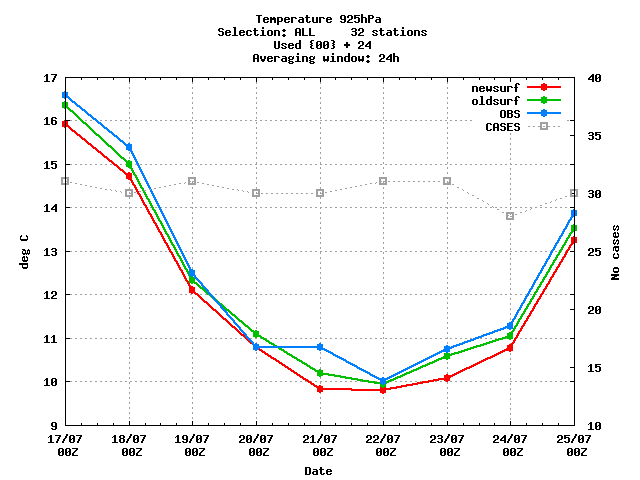 Temperature 925hPa
Selection: ALL 32 stations
Used {00} + 24
Averaging window: 24h
newsurf
oldsurf
OBS
CASES
17
16
15
14
13
12
11
10
9
40
35
30
25
20
15
10
deg C
No cases
17/07 18/07 19/07 20/07 21/07 22/07 23/07 24/07 25/07
00Z 00Z 00Z 00Z 00Z 00Z 00Z 00Z 00Z
Date